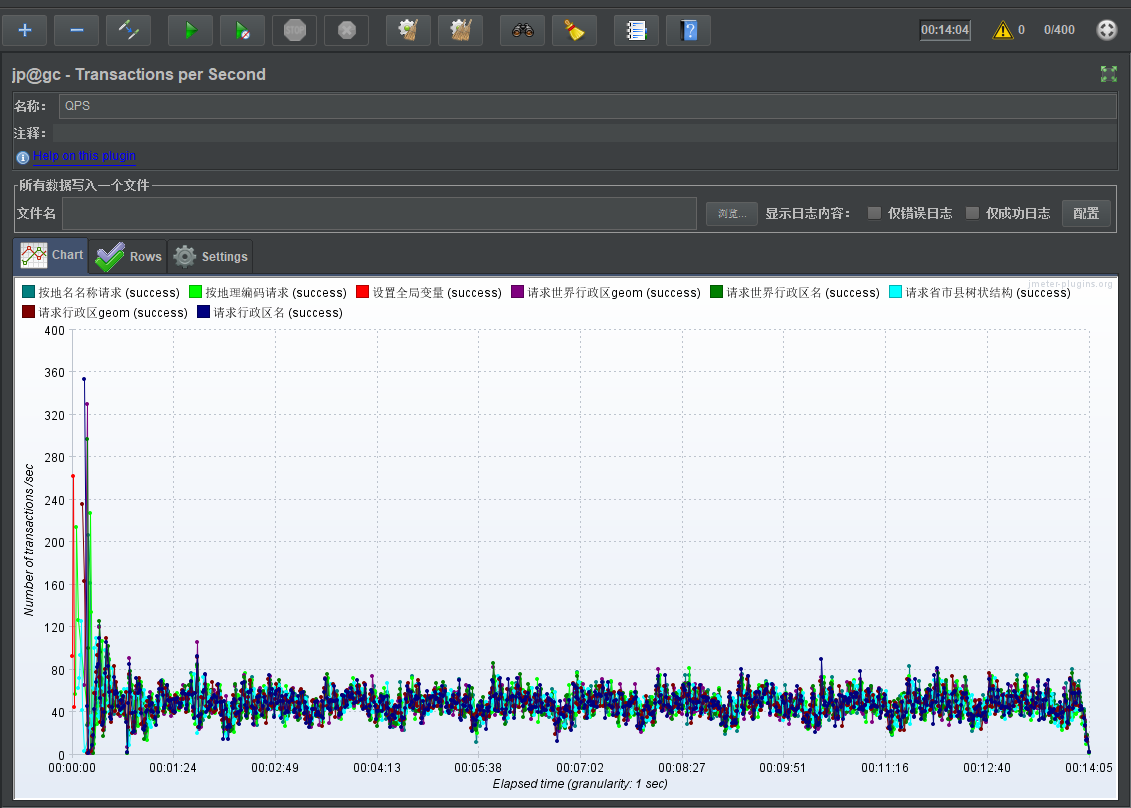 STOP
00:14:04
0
0/400
jp@gc - Transactions per Second
名称：
QPS
注释：
Help on this plugin
所有数据写入一个文件
文件名
浏览...
显示日志内容：
仅错误日志
仅成功日志
配置
Chart
Rows
Settings
按地名名称请求 (success) 按地理编码请求 (success) 设置全局变量 (success) 请求世界行政区geom (success) 请求世界行政区名 (success) 请求省市县树状结构 (success)
jmeter-plugins.org
请求行政区geom (success) 请求行政区名 (success)
400
360
320
280
240
200
160
120
80
40
0
Number of transactions /sec
00:00:00 00:01:24 00:02:49 00:04:13 00:05:38 00:07:02 00:08:27 00:09:51 00:11:16 00:12:40 00:14:05
Elapsed time (granularity: 1 sec)